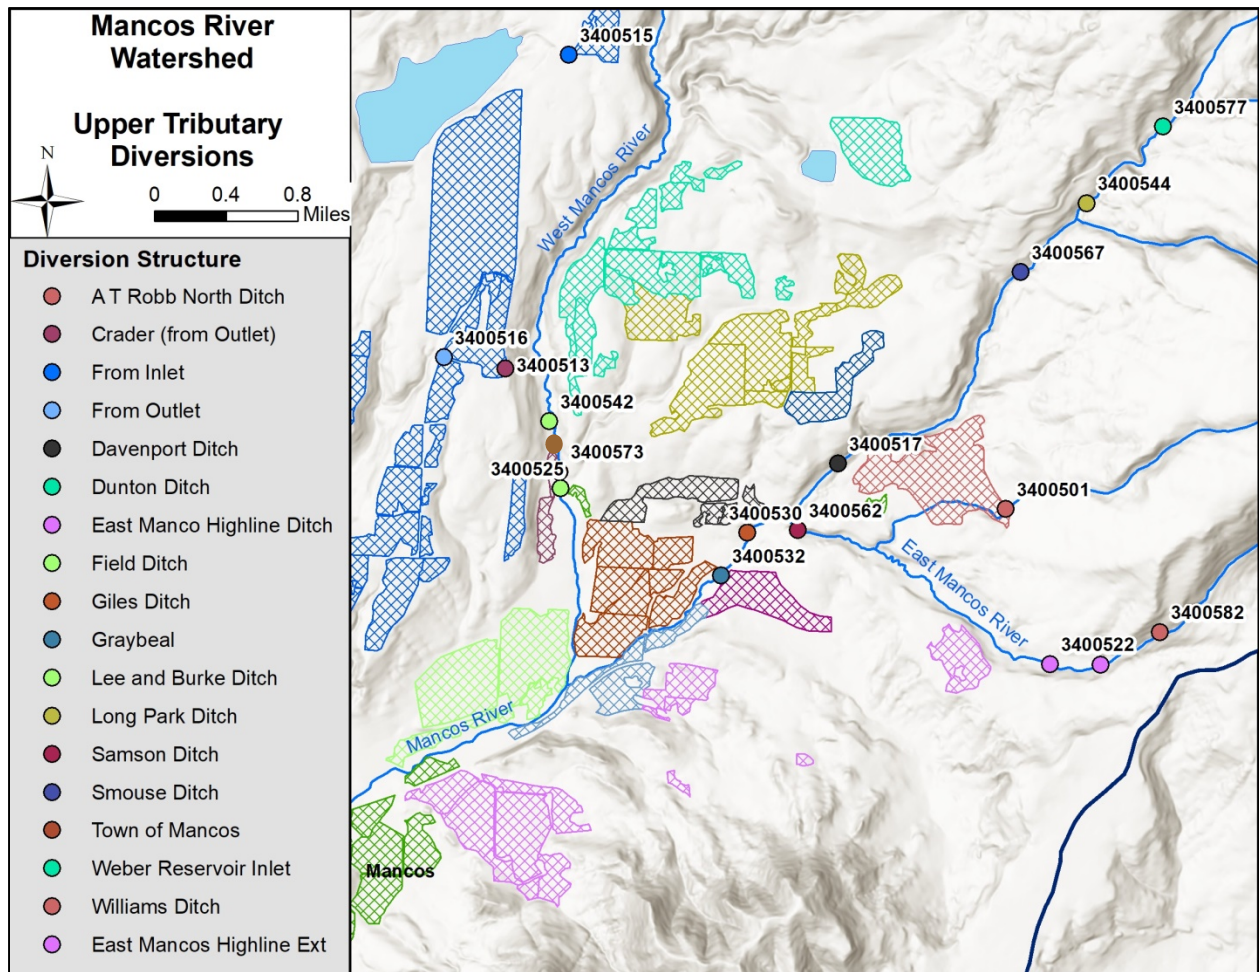 Mancos River
Watershed
Upper Tributary
Diversions
N
0 0.4 0.8
Miles
Diversion Structure
A T Robb North Ditch
Crader (from Outlet)
From Inlet
From Outlet
Davenport Ditch
Dunton Ditch
East Manco Highline Ditch
Field Ditch
Giles Ditch
Graybeal
Lee and Burke Ditch
Long Park Ditch
Samson Ditch
Smouse Ditch
Town of Mancos
Weber Reservoir Inlet
Williams Ditch
East Mancos Highline Ext
3400515
3400577
West Mancos River
3400544
3400567
3400516
3400513
3400542
3400573
3400517
3400525
3400501
3400530
3400562
3400532
East Mancos River
3400582
3400522
Mancos River
Mancos